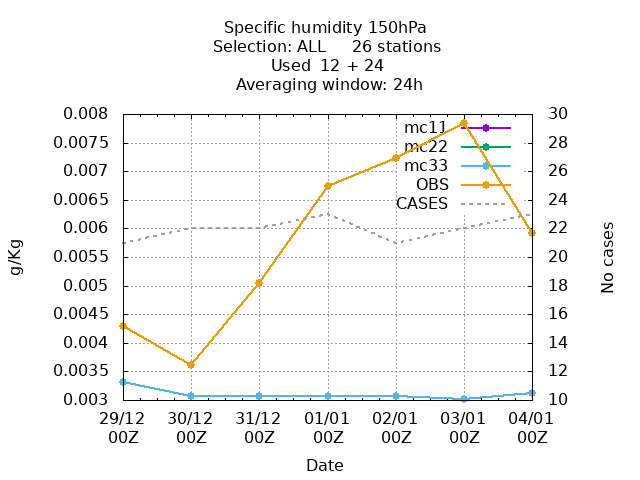 Specific humidity 150hPa
Selection: ALL     26 stations
Used  12 + 24
Averaging window: 24h
0.008
0.0075
0.007
0.0065
0.006
0.0055
0.005
0.0045
0.004
0.0035
0.003
30
28
26
24
22
20
18
16
14
12
10
mc11
mc22
mc33
OBS
CASES
g/Kg
No cases
29/12 30/12 31/12 01/01 02/01 03/01 04/01
00Z 00Z 00Z 00Z 00Z 00Z 00Z
Date